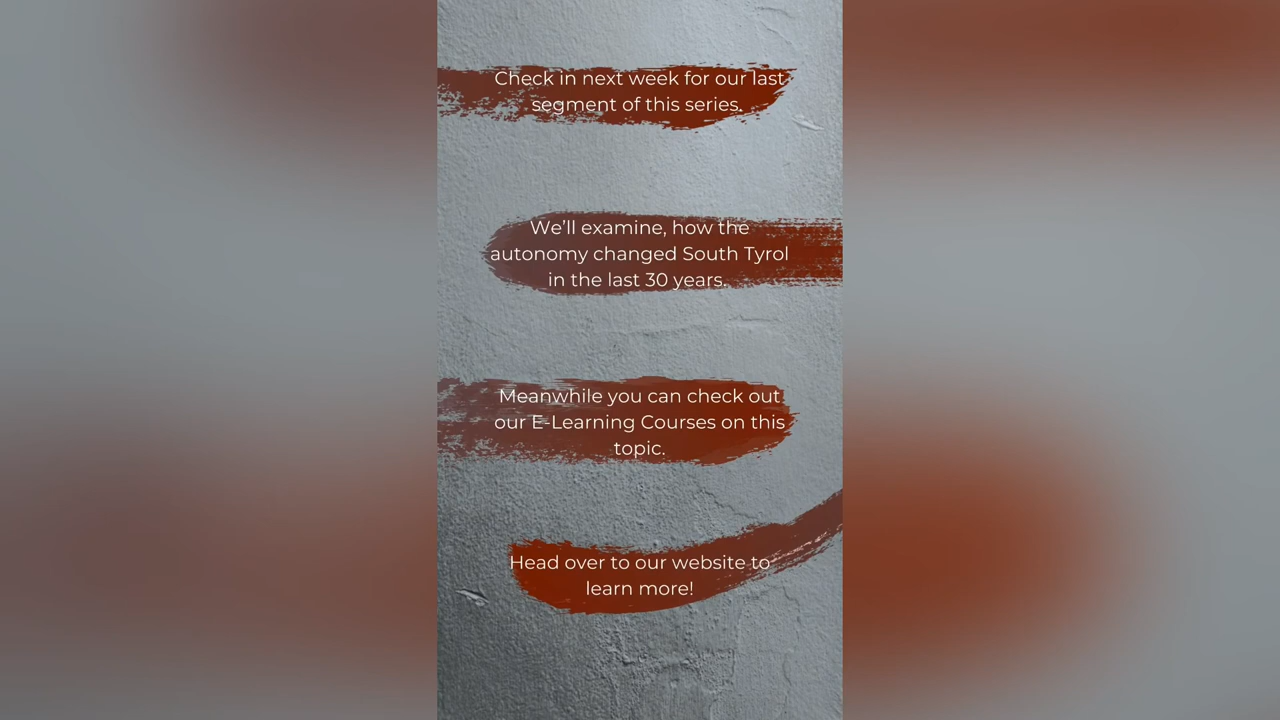 Check in next week for our last
segment of this series.
We'll examine, how the
autonomy changed South Tyrol
in the last 30 years.
Meanwhile you can check out
our E-Learning Courses on this
topic.
Head over to our website to
learn more!